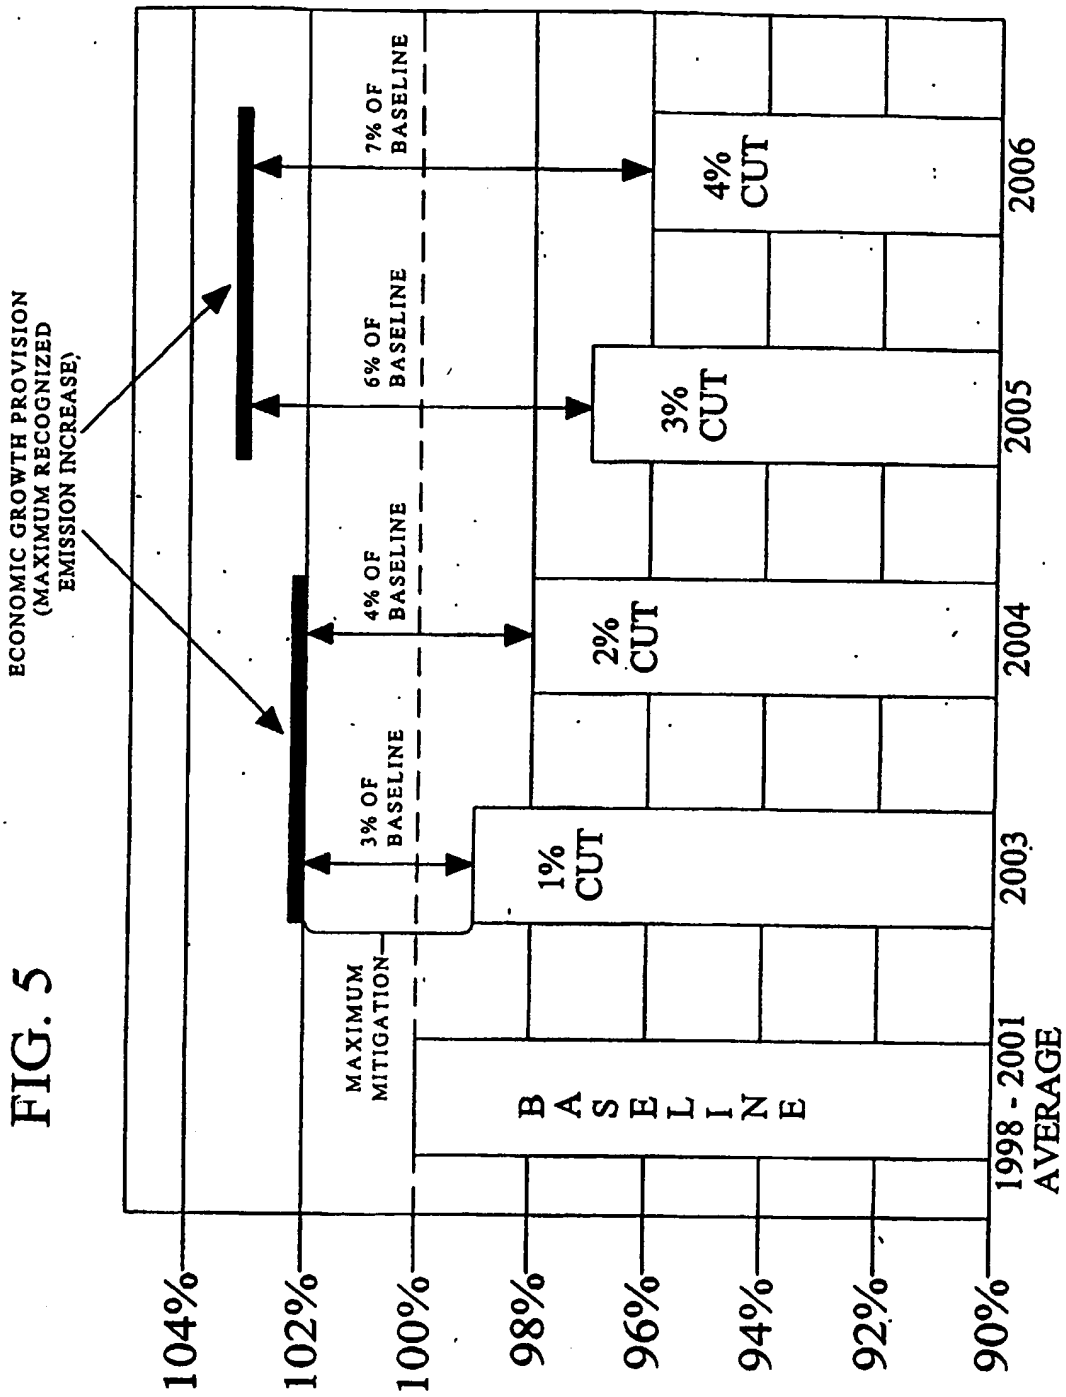 FIG. 5
ECONOMIC GROWTH PROVISION
(MAXIMUM RECOGNIZED
EMISSION INCREASE)
104%
102%
100%
98%
96%
94%
92%
90%
MAXIMUM
MITIGATION
3% OF
BASELINE
4% OF
BASELINE
6% OF
BASELINE
7% OF
BASELINE
B
A
S
E
L
I
N
E
1%
CUT
2%
CUT
3%
CUT
4%
CUT
1998 - 2001
AVERAGE
2003
2004
2005
2006